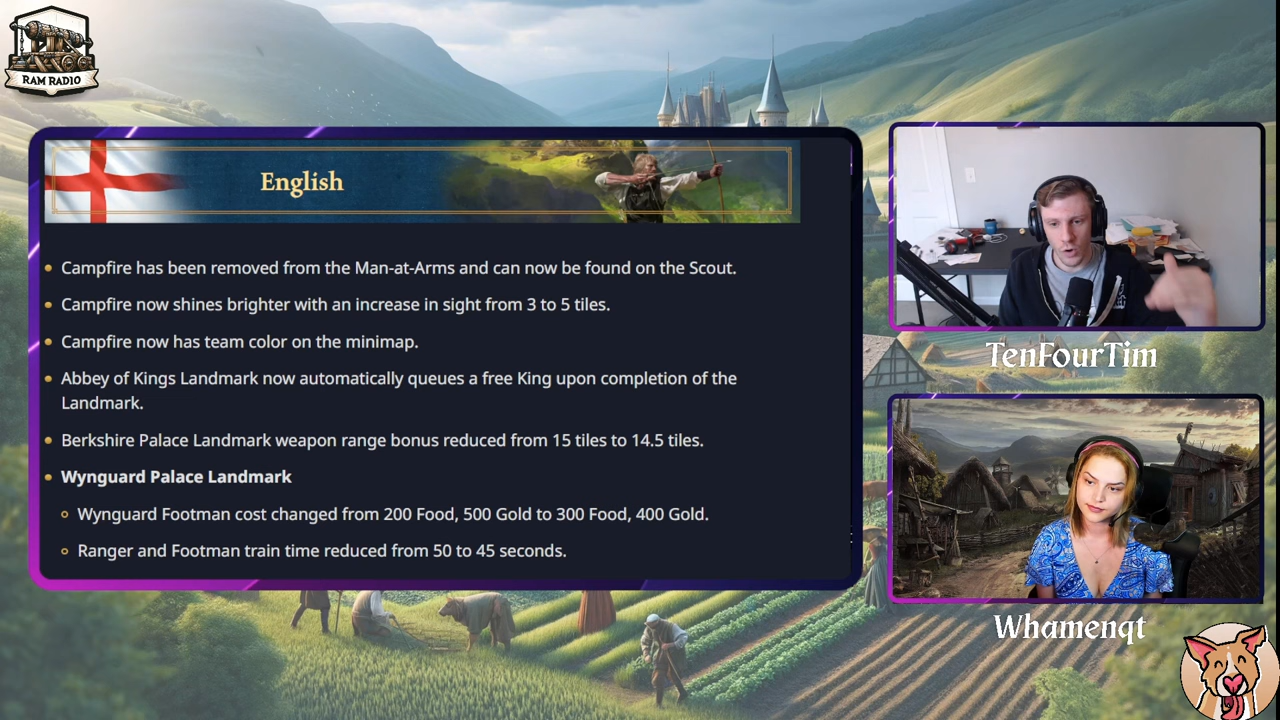 RAM RADIO
English
Campfire has been removed from the Man-at-Arms and can now be found on the Scout.
Campfire now shines brighter with an increase in sight from 3 to 5 tiles.
Campfire now has team color on the minimap.
Abbey of Kings Landmark now automatically queues a free King upon completion of the
Landmark.
Berkshire Palace Landmark weapon range bonus reduced from 15 tiles to 14.5 tiles.
Wynguard Palace Landmark
Wynguard Footman cost changed from 200 Food, 500 Gold to 300 Food, 400 Gold.
Ranger and Footman train time reduced from 50 to 45 seconds.
TenFourTim
Whamenqt